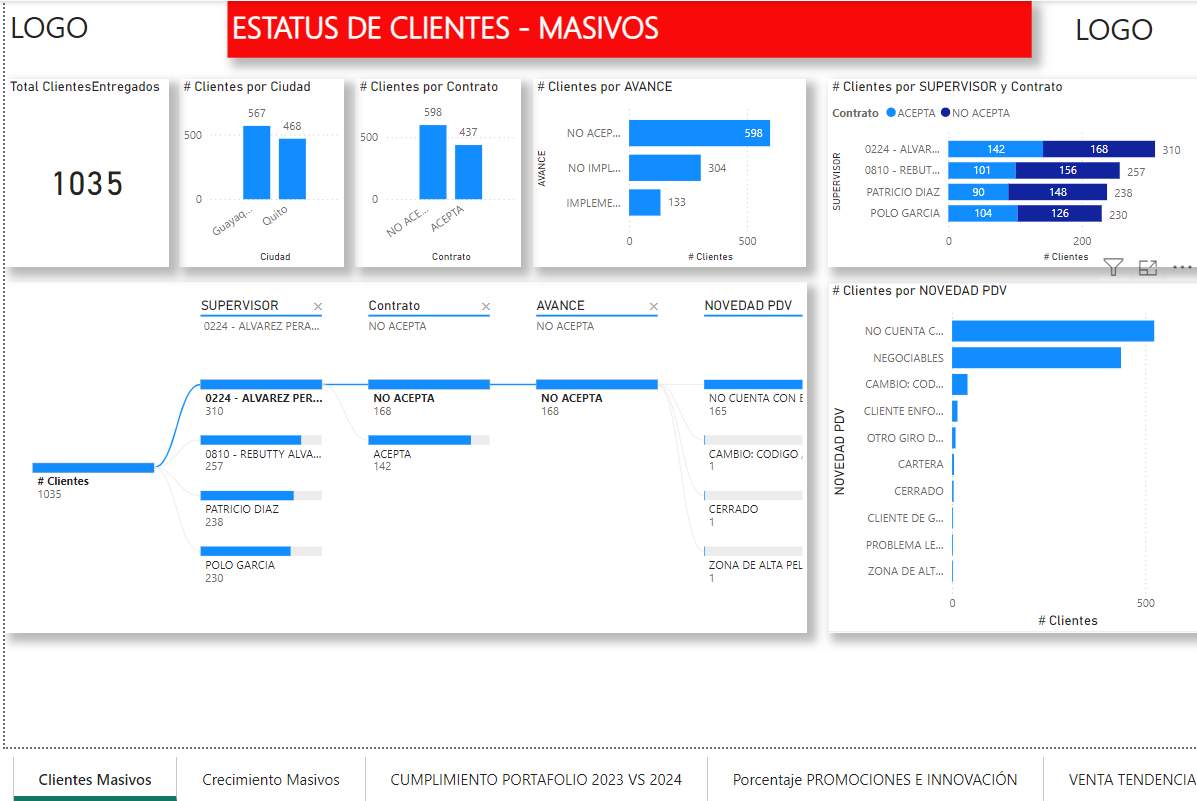 LOGO
ESTATUS DE CLIENTES - MASIVOS
LOGO
Total ClientesEntregados
1035
# Clientes por Ciudad
567
468
500
0
Guayaq...
Quito
Ciudad
# Clientes por Contrato
598
437
500
0
NO ACE...
ACEPTA
Contrato
# Clientes por AVANCE
AVANCE
NO ACEP...
598
NO IMPL...
304
IMPLEME...
133
0
500
# Clientes
# Clientes por SUPERVISOR y Contrato
Contrato ACEPTA NO ACEPTA
SUPERVISOR
0224 - ALVAR... 142 168 310
0810 - REBUT... 101 156 257
PATRICIO DIAZ 90 148 238
POLO GARCIA 104 126 230
0 200
# Clientes
SUPERVISOR
0224 - ALVAREZ PERA...
Contrato
NO ACEPTA
AVANCE
NO ACEPTA
NOVEDAD PDV
# Clientes
1035
0224 - ALVAREZ PER...
310
0810 - REBUTTY ALVA...
257
PATRICIO DIAZ
238
POLO GARCIA
230
NO ACEPTA
168
ACEPTA
142
NO ACEPTA
168
NO CUENTA CON E
165
CAMBIO: CODIGO
1
CERRADO
1
ZONA DE ALTA PEL
1
# Clientes por NOVEDAD PDV
NOVEDAD PDV
NO CUENTA C...
NEGOCIABLES
CAMBIO: COD...
CLIENTE ENFO...
OTRO GIRO D...
CARTERA
CERRADO
CLIENTE DE G...
PROBLEMA LE...
ZONA DE ALT...
0 500
# Clientes
Clientes Masivos
Crecimiento Masivos
CUMPLIMIENTO PORTAFOLIO 2023 VS 2024
Porcentaje PROMOCIONES E INNOVACIÓN
VENTA TENDENCIA